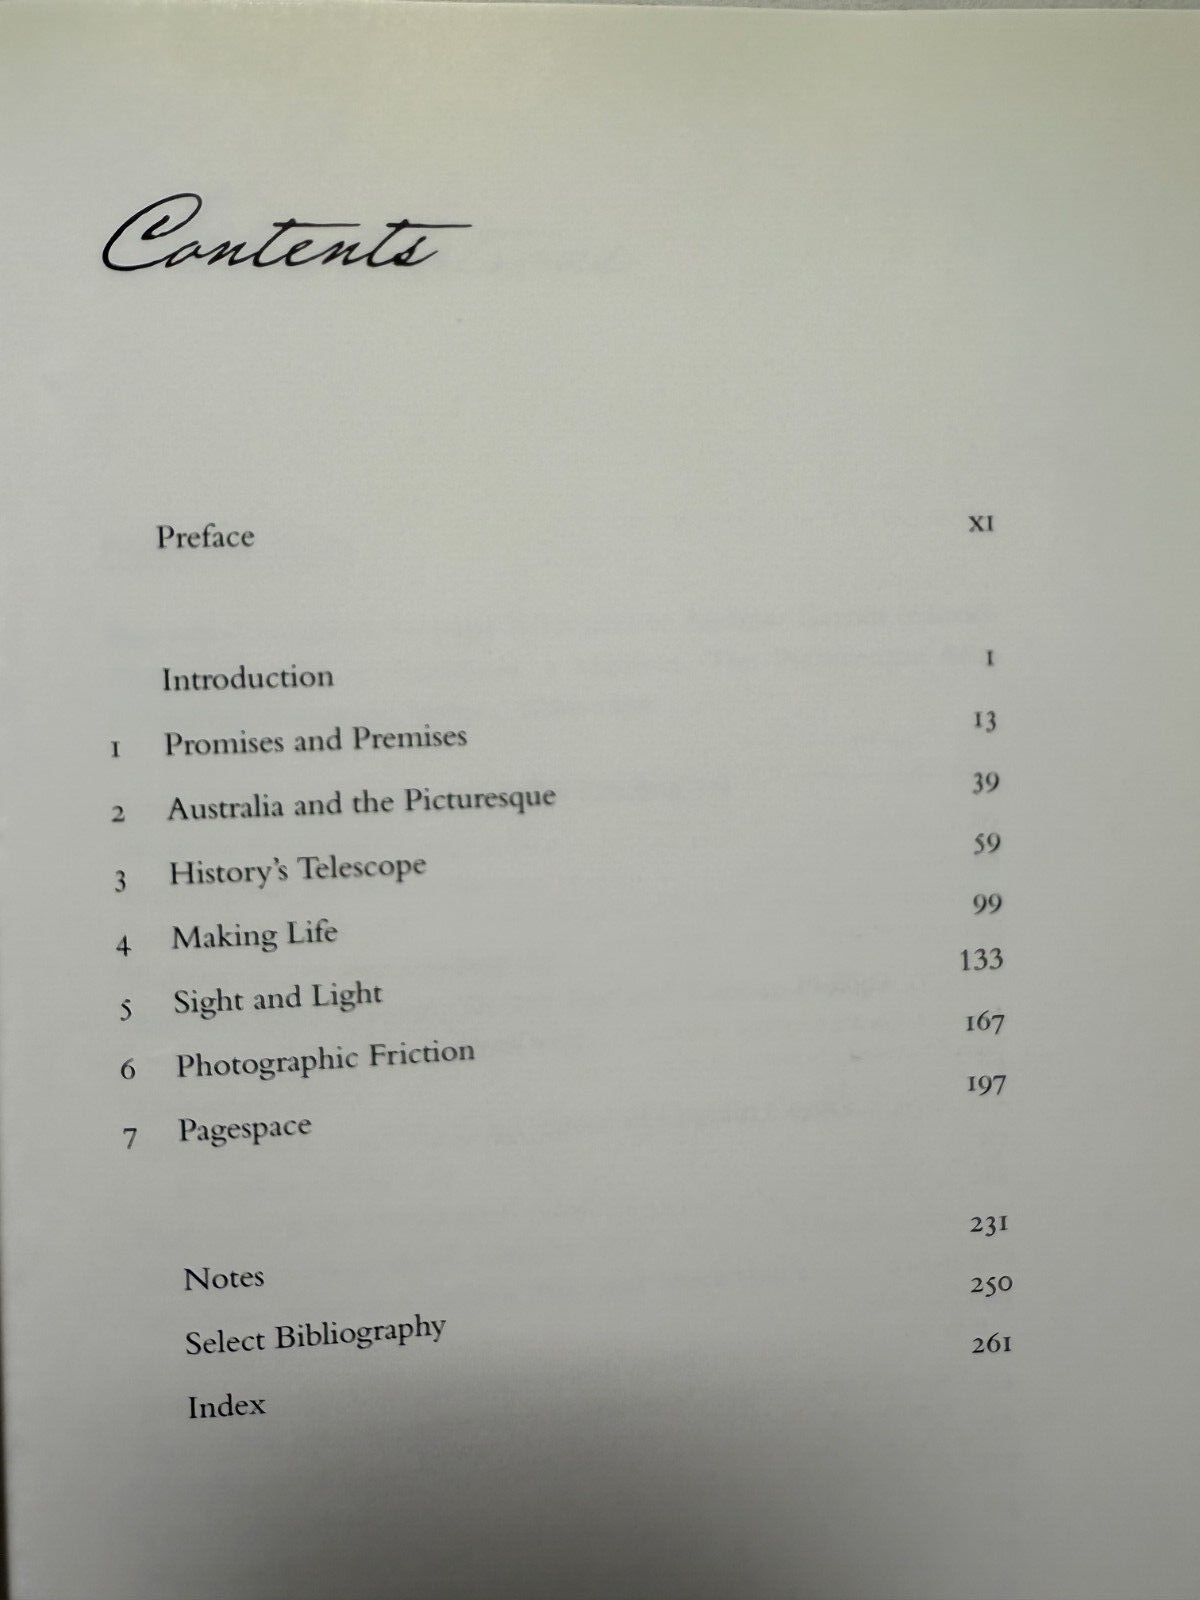 Contents
Preface XI
Introduction 1
1 Promises and Premises 13
2 Australia and the Picturesque 39
3 History's Telescope 59
4 Making Life 99
5 Sight and Light 133
6 Photographic Friction 167
7 Pagespace 197
Notes 231
Select Bibliography 250
Index 261